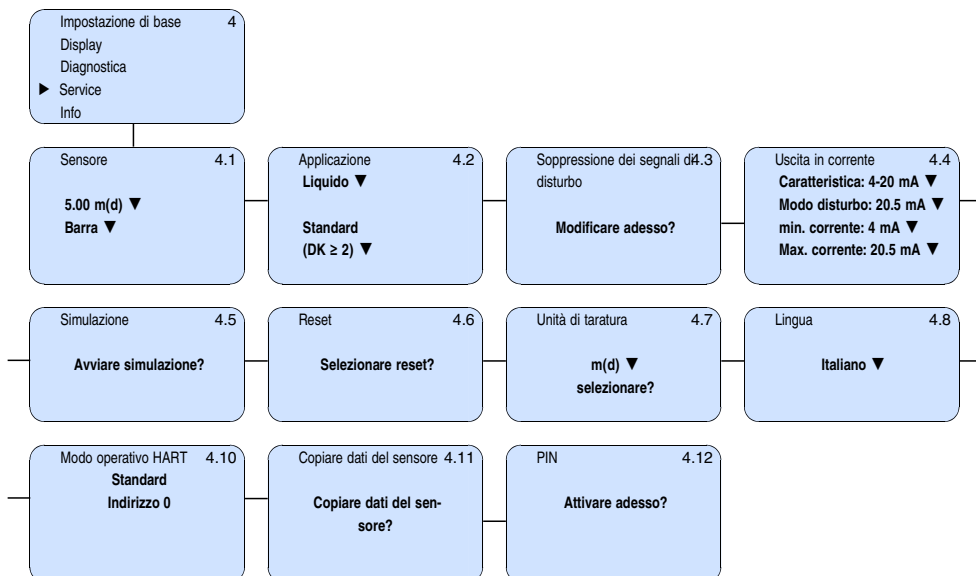 Impostazione di base 4
Display
Diagnostica
▶ Service
Info
Sensore 4.1
5.00 m(d) ▼
Barra ▼
Applicazione 4.2
Liquido ▼
Standard
(DK ≥ 2) ▼
Soppressione dei segnali di 4.3
disturbo
Modificare adesso?
Uscita in corrente 4.4
Caratteristica: 4-20 mA ▼
Modo disturbo: 20.5 mA ▼
min. corrente: 4 mA ▼
Max. corrente: 20.5 mA ▼
Simulazione 4.5
Avviare simulazione?
Reset 4.6
Selezionare reset?
Unità di taratura 4.7
m(d) ▼
selezionare?
Lingua 4.8
Italiano ▼
Modo operativo HART 4.10
Standard
Indirizzo 0
Copiare dati del sensore 4.11
Copiare dati del sen-
sore?
PIN 4.12
Attivare adesso?